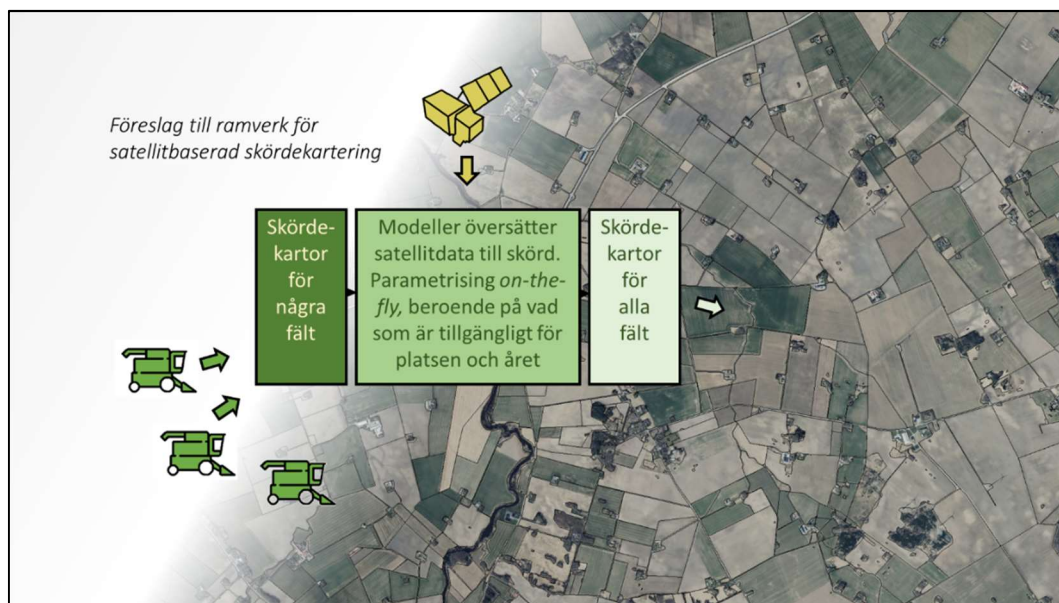 Föreslag till ramverk för
satellitbaserad skördekartering
Skörde-
kartor
för
några
fält
Modeller översätter
satellitdata till skörd.
Parametrising on-the-
fly, beroende på vad
som är tillgängligt för
platsen och året
Skörde-
kartor
för
alla
fält